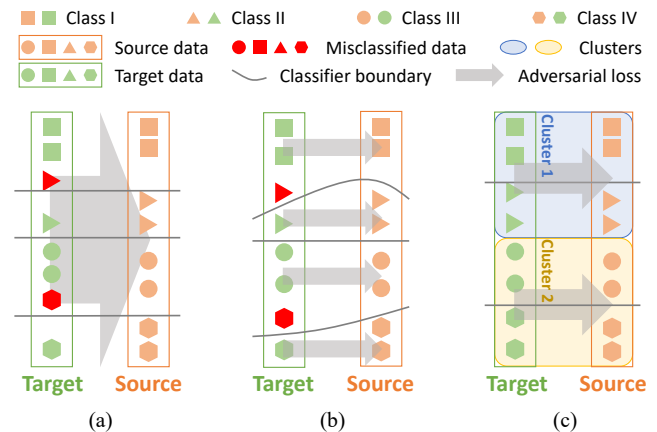 Class I Class II Class III Class IV
Source data Misclassified data Clusters
Target data Classifier boundary Adversarial loss
Cluster 1
Cluster 2
Target Source Target Source Target Source
(a) (b) (c)